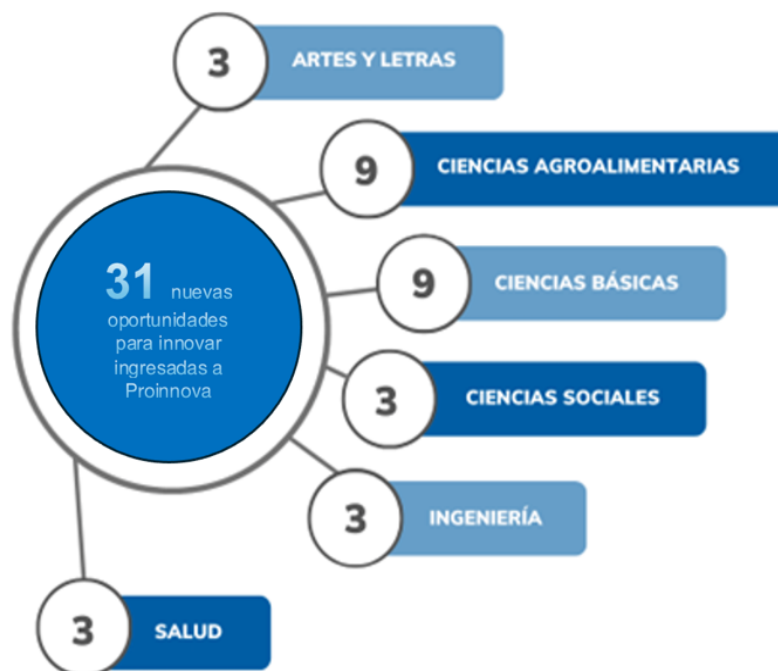 3
ARTES Y LETRAS
9
CIENCIAS AGROALIMENTARIAS
31 nuevas
oportunidades
para innovar
ingresadas a
Proinnova
9
CIENCIAS BÁSICAS
3
CIENCIAS SOCIALES
3
INGENIERÍA
3
SALUD